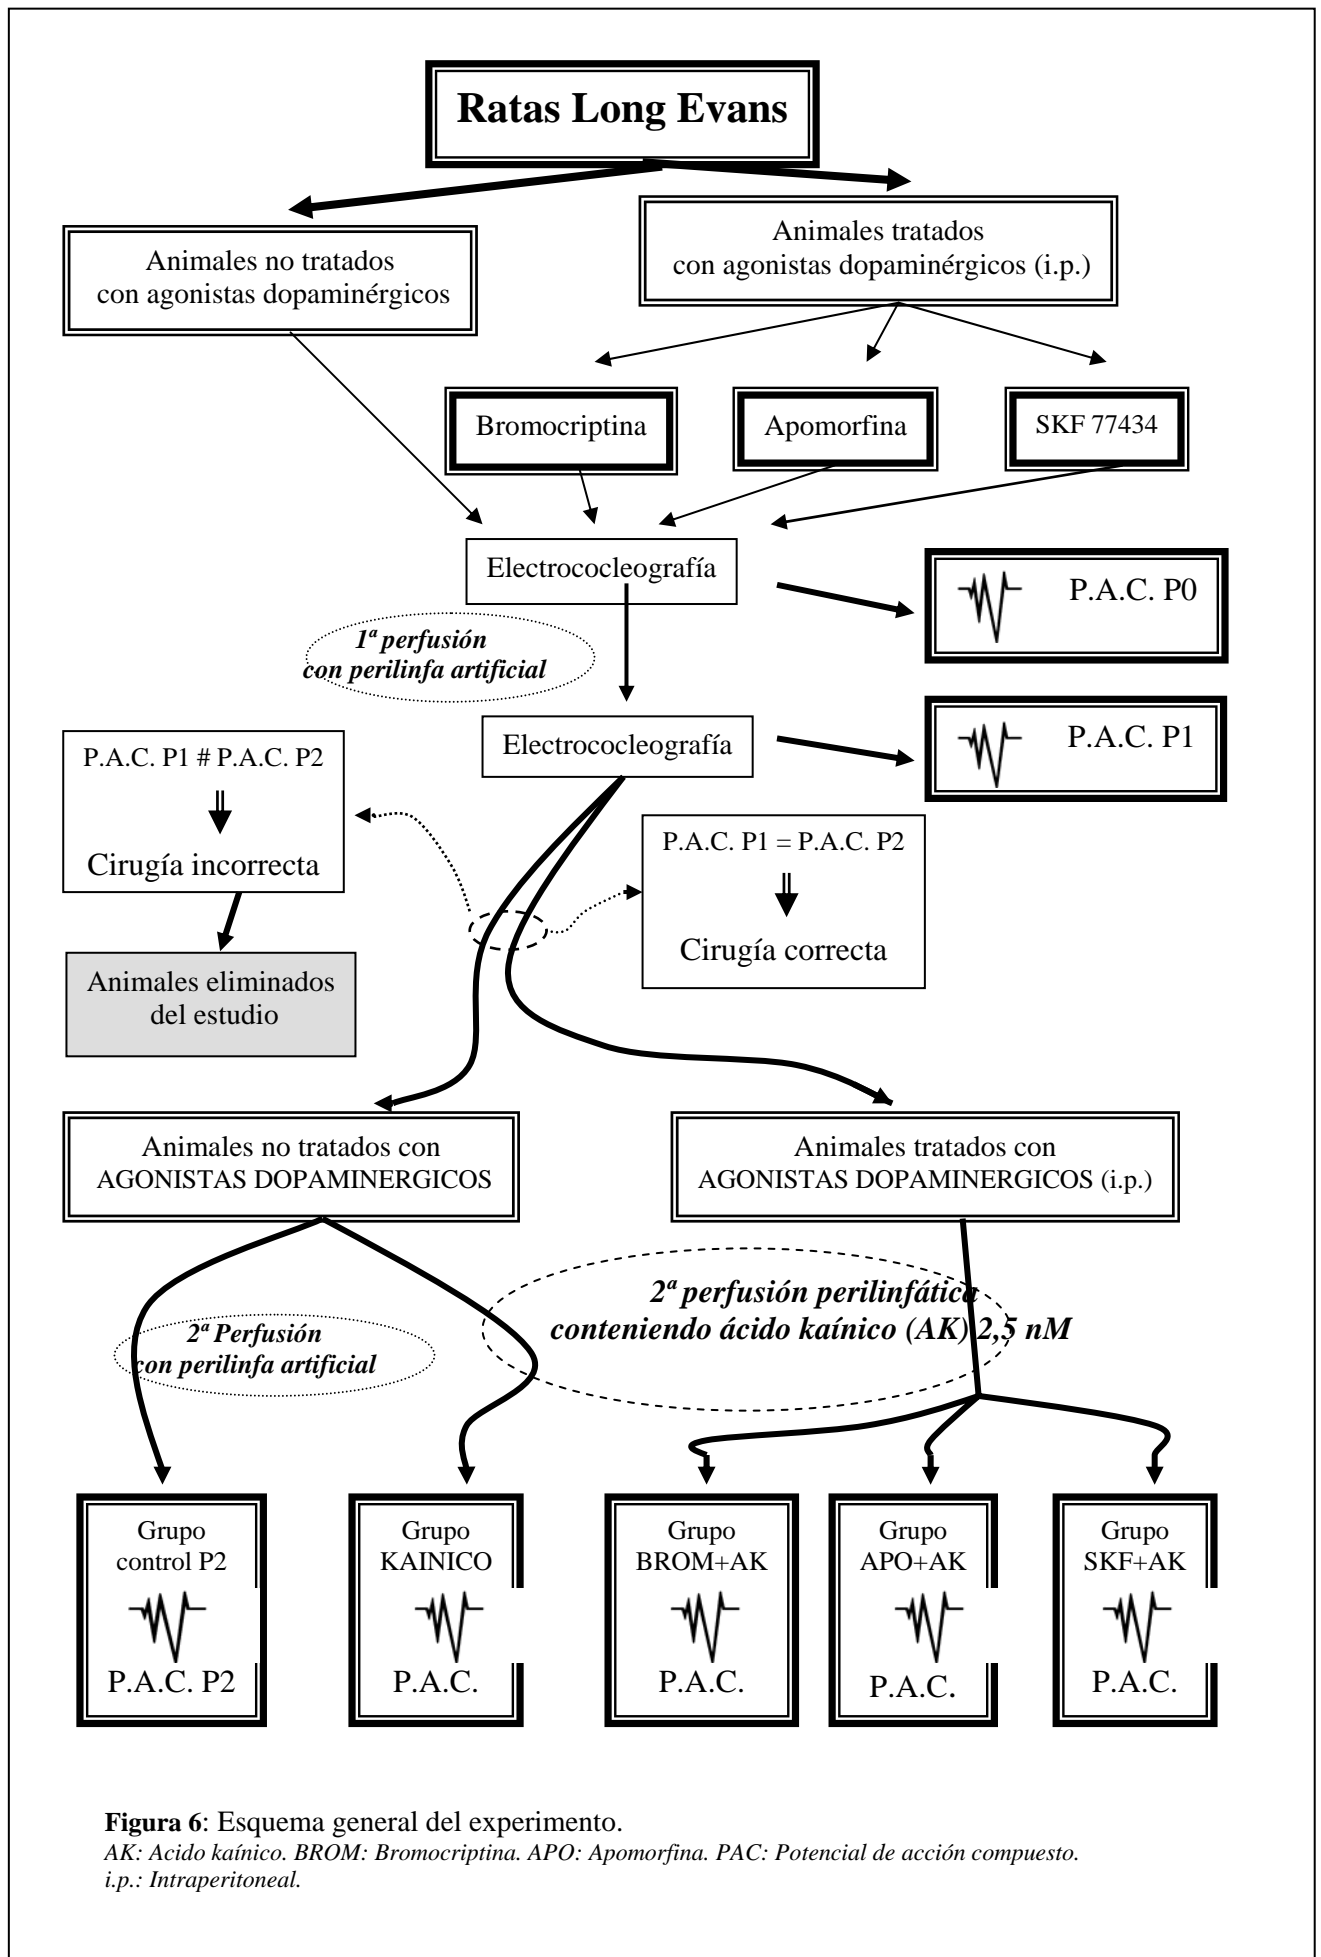 Ratas Long Evans
Animales no tratados
con agonistas dopaminérgicos
Animales tratados
con agonistas dopaminérgicos (i.p.)
Bromocriptina
Apomorfina
SKF 77434
Electrococleografía
P.A.C. P0
1ª perfusión
con perilinfa artificial
Electrococleografía
P.A.C. P1
P.A.C. P1 # P.A.C. P2
Cirugía incorrecta
P.A.C. P1 = P.A.C. P2
Cirugía correcta
Animales eliminados
del estudio
Animales no tratados con
AGONISTAS DOPAMINERGICOS
Animales tratados con
AGONISTAS DOPAMINERGICOS (i.p.)
2ª perfusión perilinfática
conteniendo ácido kaínico (AK) 2,5 nM
2ª Perfusión
con perilinfa artificial
Grupo
control P2
P.A.C. P2
Grupo
KAINICO
P.A.C.
Grupo
BROM+AK
P.A.C.
Grupo
APO+AK
P.A.C.
Grupo
SKF+AK
P.A.C.
Figura 6: Esquema general del experimento.
AK: Acido kaínico. BROM: Bromocriptina. APO: Apomorfina. PAC: Potencial de acción compuesto.
i.p.: Intraperitoneal.